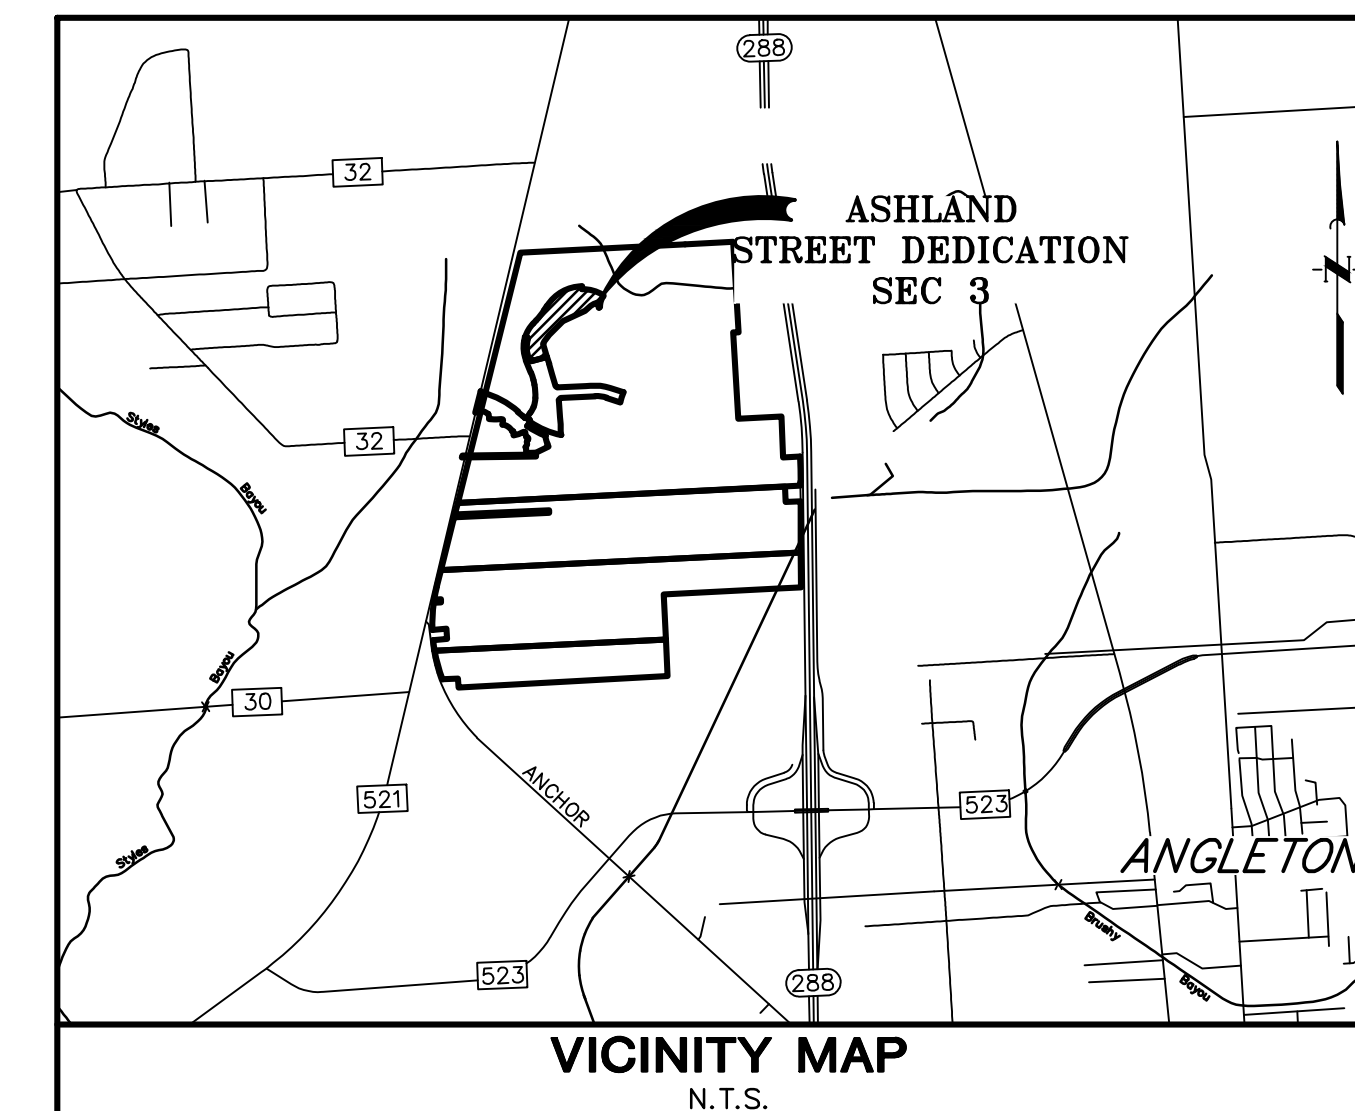 288
32
ASHLAND
STREET DEDICATION
SEC 3
N
Styles
32
Bayou
Bayou
30
521
ANCHOR
523
Styles
ANGLETON
Brushy
523
288
Bayou
VICINITY MAP
N.T.S.